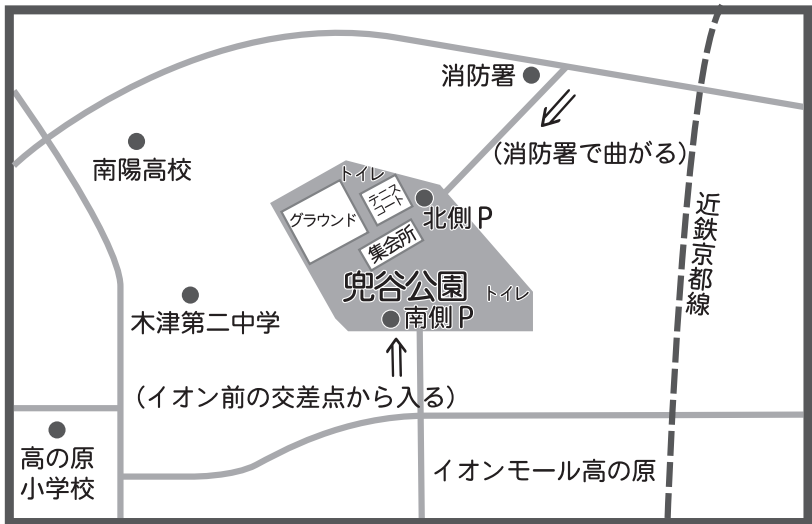 消防署
(消防署で曲がる)
南陽高校
トイレ
テニス
コート
グラウンド
北側P
集会所
近鉄京都線
兜谷公園
トイレ
南側P
木津第二中学
(イオン前の交差点から入る)
高の原
小学校
イオンモール高の原